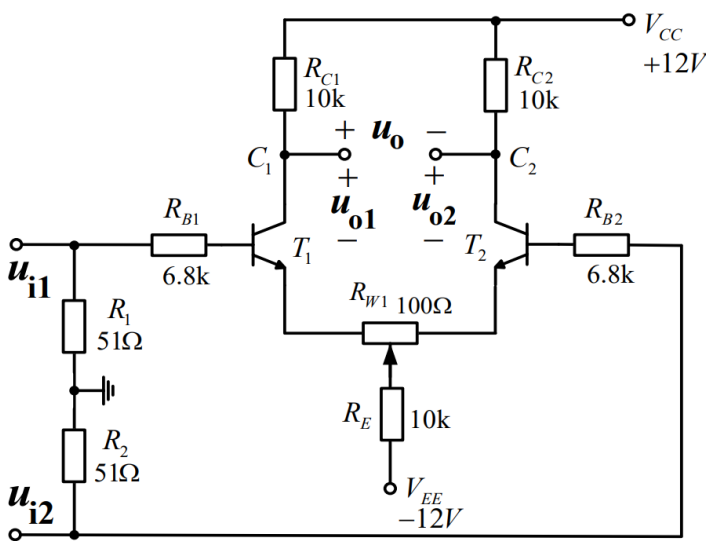 V_CC
+12V
R_C1
10k
R_C2
10k
+ u_o −
C_1
C_2
+
+
u_o1
u_o2
−
−
R_B1
6.8k
T_1
T_2
R_B2
6.8k
u_i1
R_1
51Ω
R_W1 100Ω
R_E 10k
R_2
51Ω
u_i2
V_EE
−12V